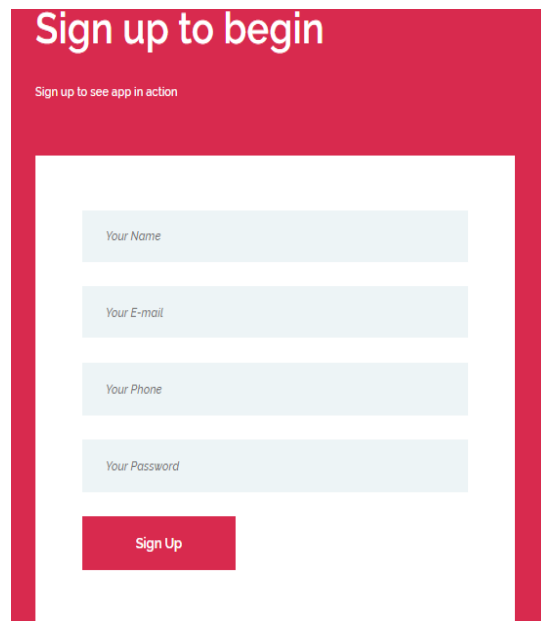 Sign up to begin
Sign up to see app in action
Your Name
Your E-mail
Your Phone
Your Password
Sign Up